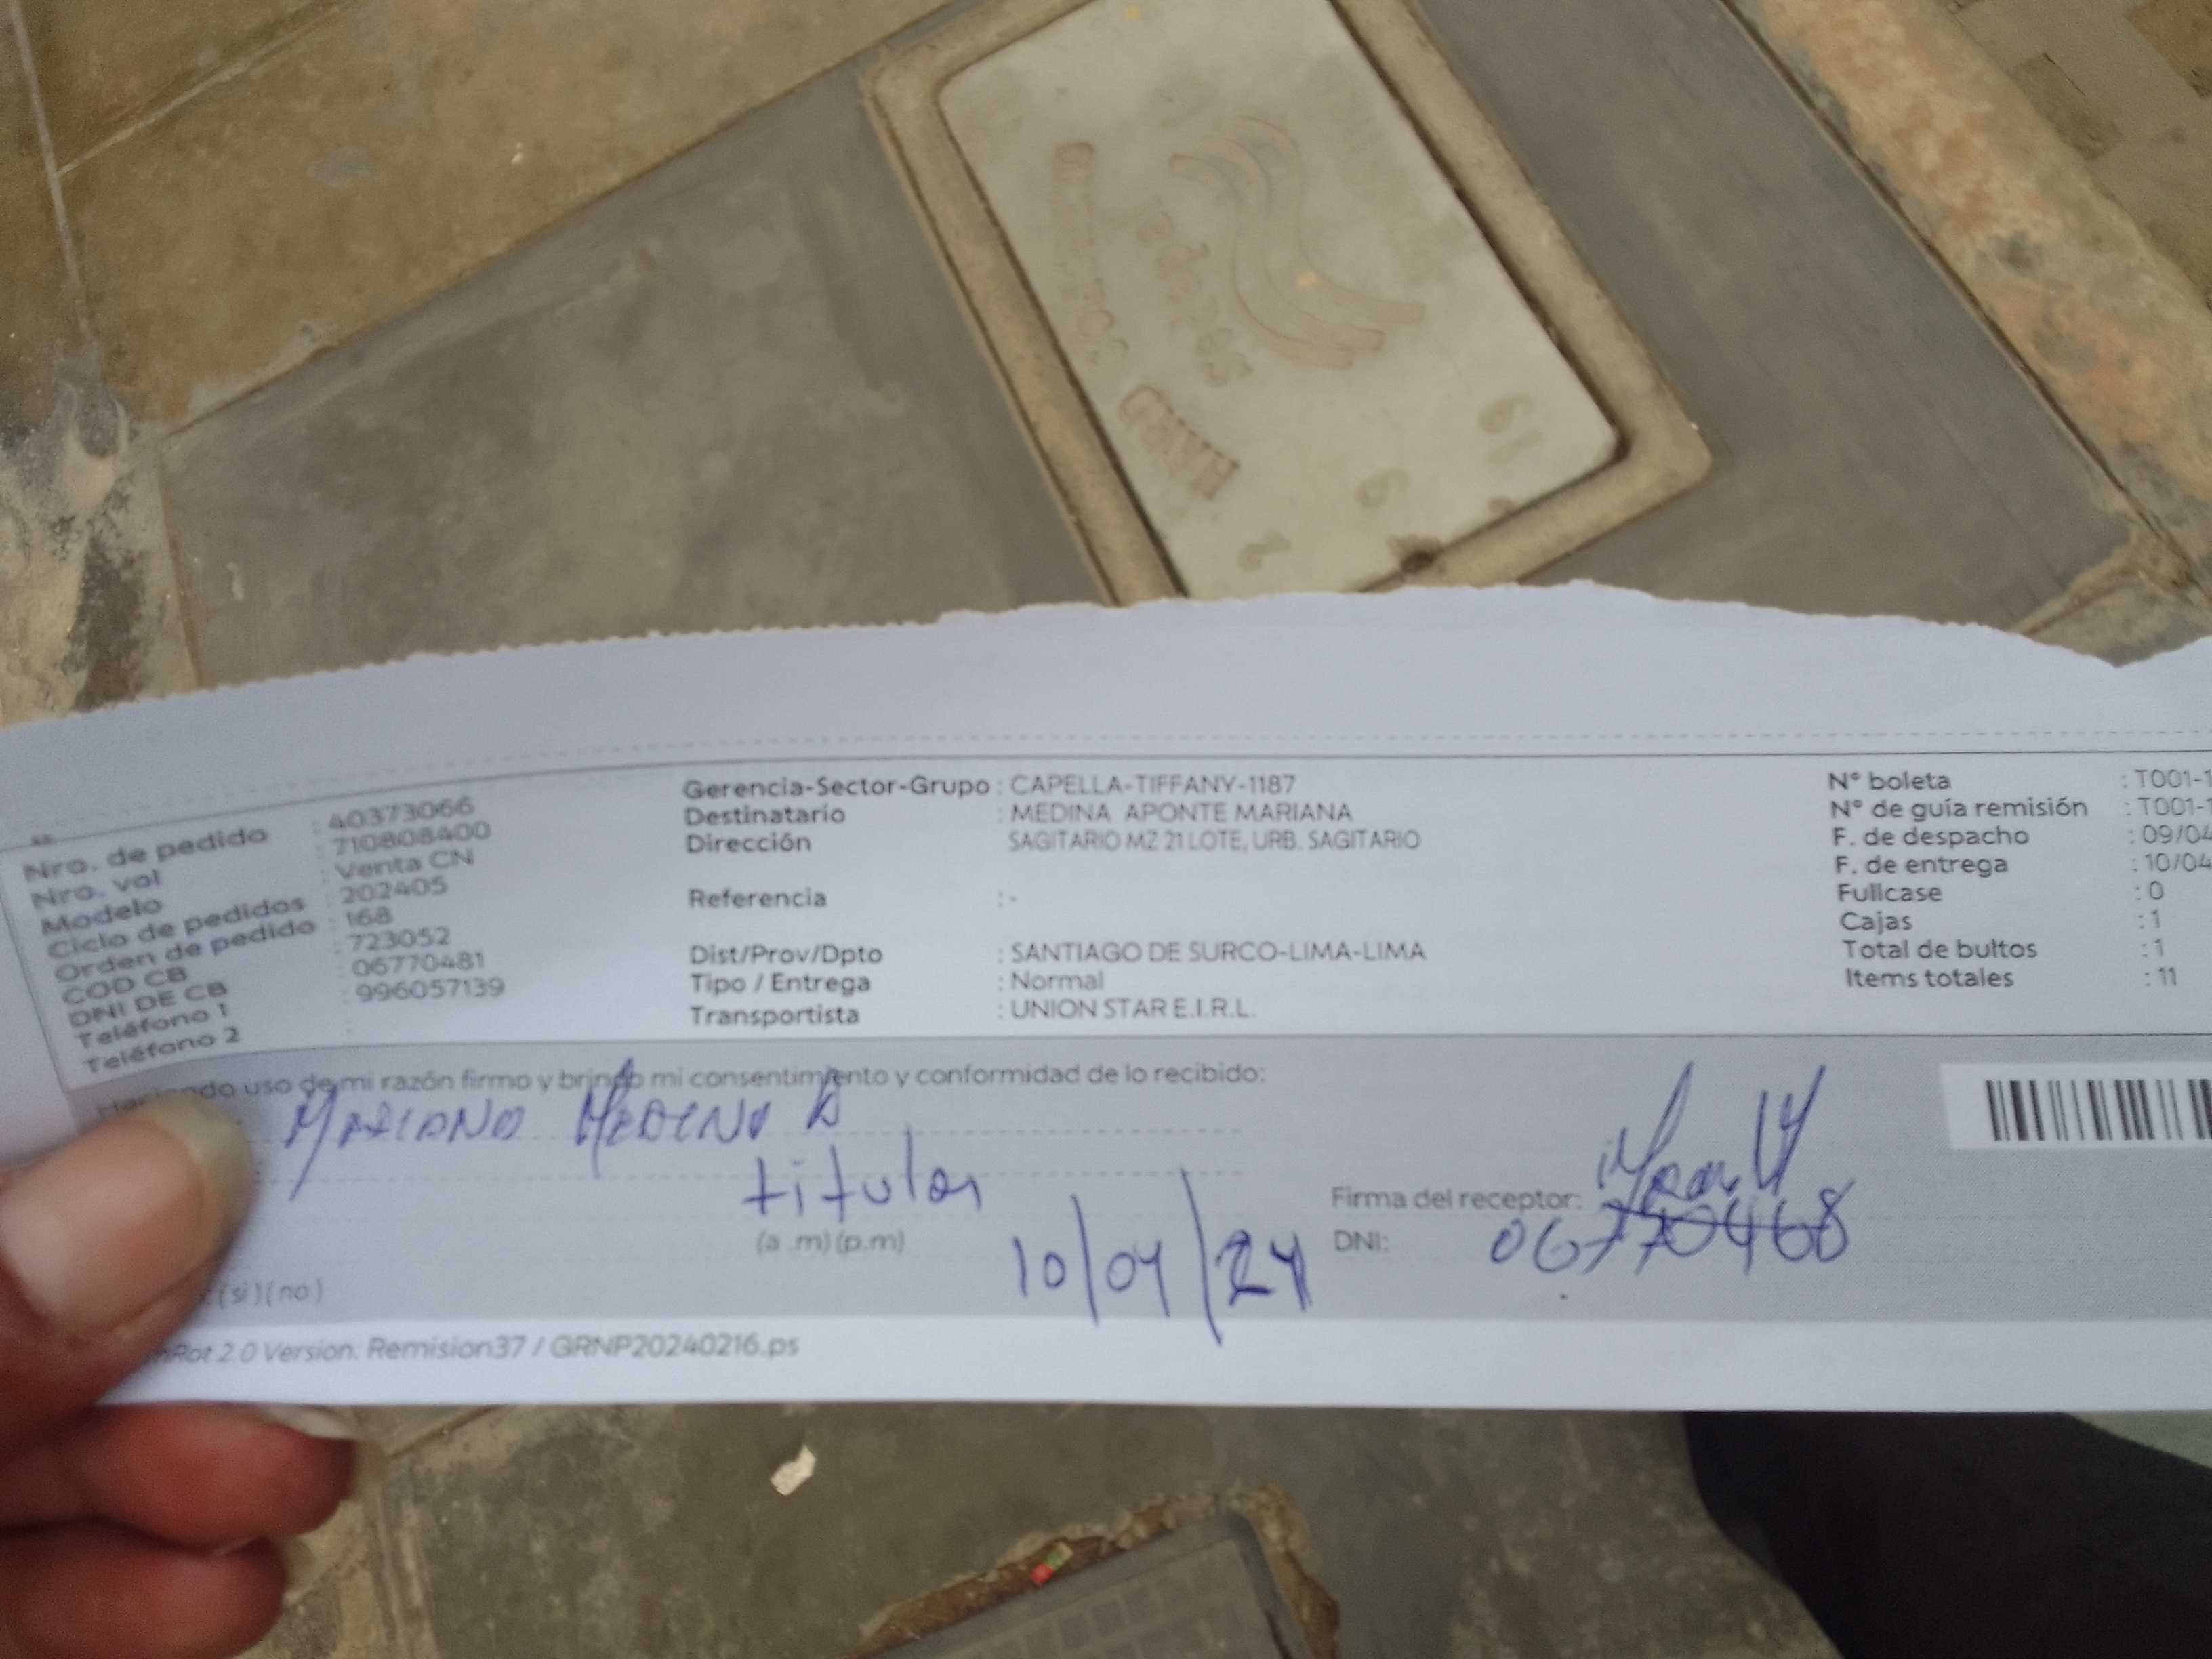 Nro. de pedido : 40373066
Nro. vol : 710808400
Modelo : Venta CN
Ciclo de pedidos : 202405
Orden de pedido : 168
COD CB : 723052
DNI DE CB : 06770481
Teléfono 1 : 996057139
Teléfono 2 :
Gerencia-Sector-Grupo : CAPELLA-TIFFANY-1187
Destinatario : MEDINA APONTE MARIANA
Dirección SAGITARIO MZ 21 LOTE, URB. SAGITARIO
Referencia : -
Dist/Prov/Dpto : SANTIAGO DE SURCO-LIMA-LIMA
Tipo / Entrega : Normal
Transportista : UNION STAR E.I.R.L.
N° boleta : T001-1
N° de guía remisión : T001-1
F. de despacho : 09/04
F. de entrega : 10/04
Fullcase : 0
Cajas : 1
Total de bultos : 1
Items totales : 11
uso de mi razón firmo y brindo mi consentimiento y conformidad de lo recibido:
MARIANA MEDINA A
titular
(a .m) (p.m)
10/04/24
Firma del receptor:
DNI: 06770468
(si) (no)
2.0 Version. Remision37 / GRNP20240216.ps